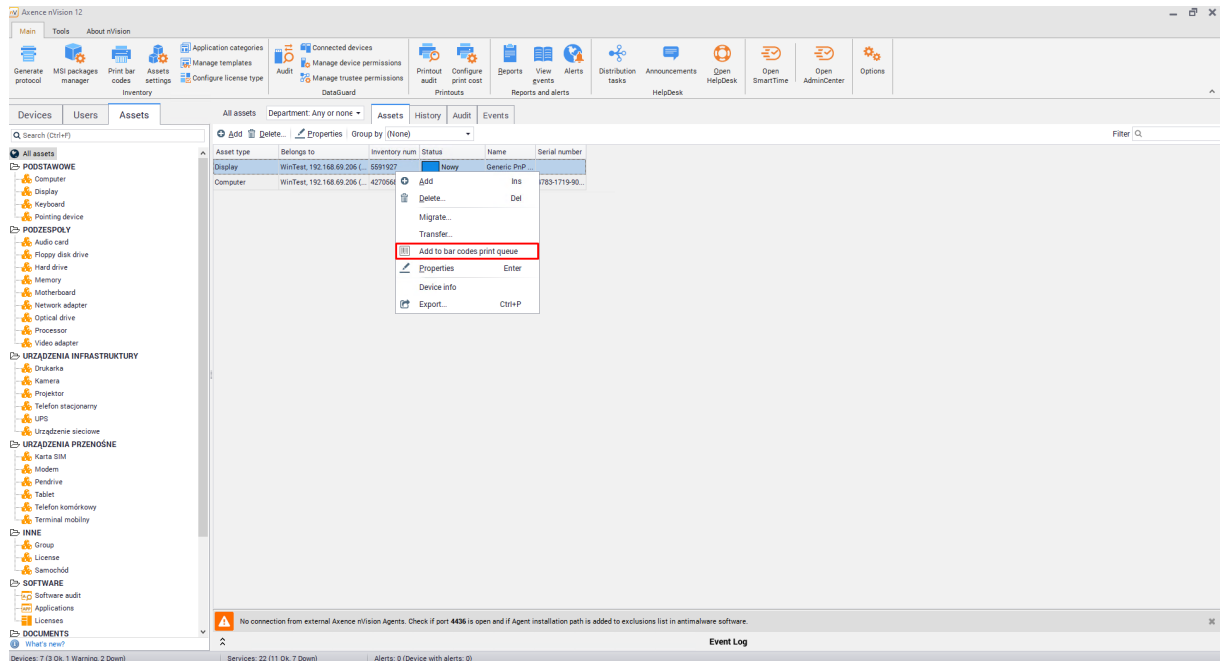 Axence nVision 12
Main Tools About nVision
Generate protocol
MSI packages manager
Print bar codes
Assets settings
Application categories
Manage templates
Configure license type
Inventory
Audit
Connected devices
Manage device permissions
Manage trustee permissions
DataGuard
Printout audit
Configure print cost
Printouts
Reports
View events
Alerts
Reports and alerts
Distribution tasks
Announcements
Open HelpDesk
HelpDesk
Open SmartTime
Open AdminCenter
Options
Devices Users Assets
Search (Ctrl+F)
All assets
PODSTAWOWE
Computer
Display
Keyboard
Pointing device
PODZESPOŁY
Audio card
Floppy disk drive
Hard drive
Memory
Motherboard
Network adapter
Optical drive
Processor
Video adapter
URZĄDZENIA INFRASTRUKTURY
Drukarka
Kamera
Projektor
Telefon stacjonarny
UPS
Urządzenie sieciowe
URZĄDZENIA PRZENOŚNE
Karta SIM
Modem
Pendrive
Tablet
Telefon komórkowy
Terminal mobilny
INNE
Group
License
Samochód
SOFTWARE
Software audit
Applications
Licenses
DOCUMENTS
What's new?
All assets Department: Any or none Assets History Audit Events
Add Delete... Properties Group by (None) Filter
Asset type Belongs to Inventory num Status Name Serial number
Display WinTest, 192.168.69.206 (... 5591927 Nowy Generic PnP ...
Computer WinTest, 192.168.69.206 (... 427056 4783-1719-90...
Add Ins
Delete... Del
Migrate...
Transfer...
Add to bar codes print queue
Properties Enter
Device info
Export... Ctrl+P
No connection from external Axence nVision Agents. Check if port 4436 is open and if Agent installation path is added to exclusions list in antimalware software.
Event Log
Devices: 7 (3 Ok, 1 Warning, 2 Down) Services: 22 (11 Ok, 7 Down) Alerts: 0 (Device with alerts: 0)